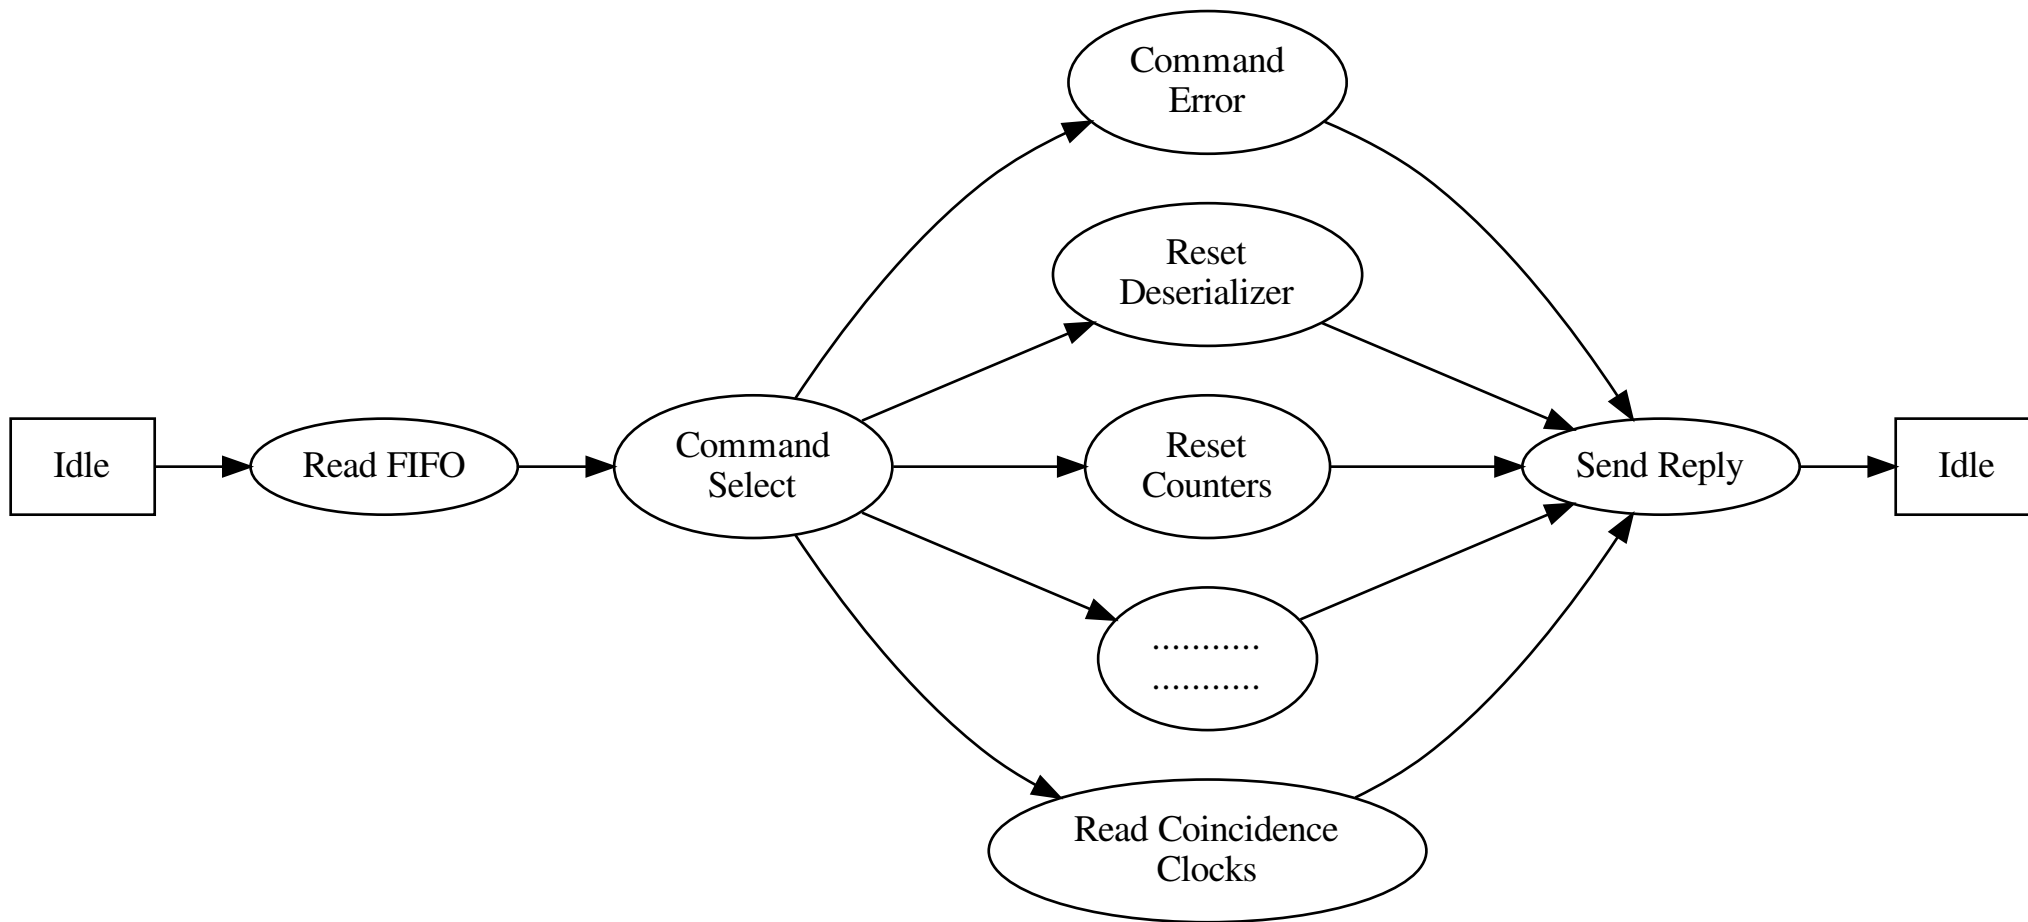 Command
Error
Reset
Deserializer
Idle
Read FIFO
Command
Select
Reset
Counters
Send Reply
Idle
...........
...........
Read Coincidence
Clocks